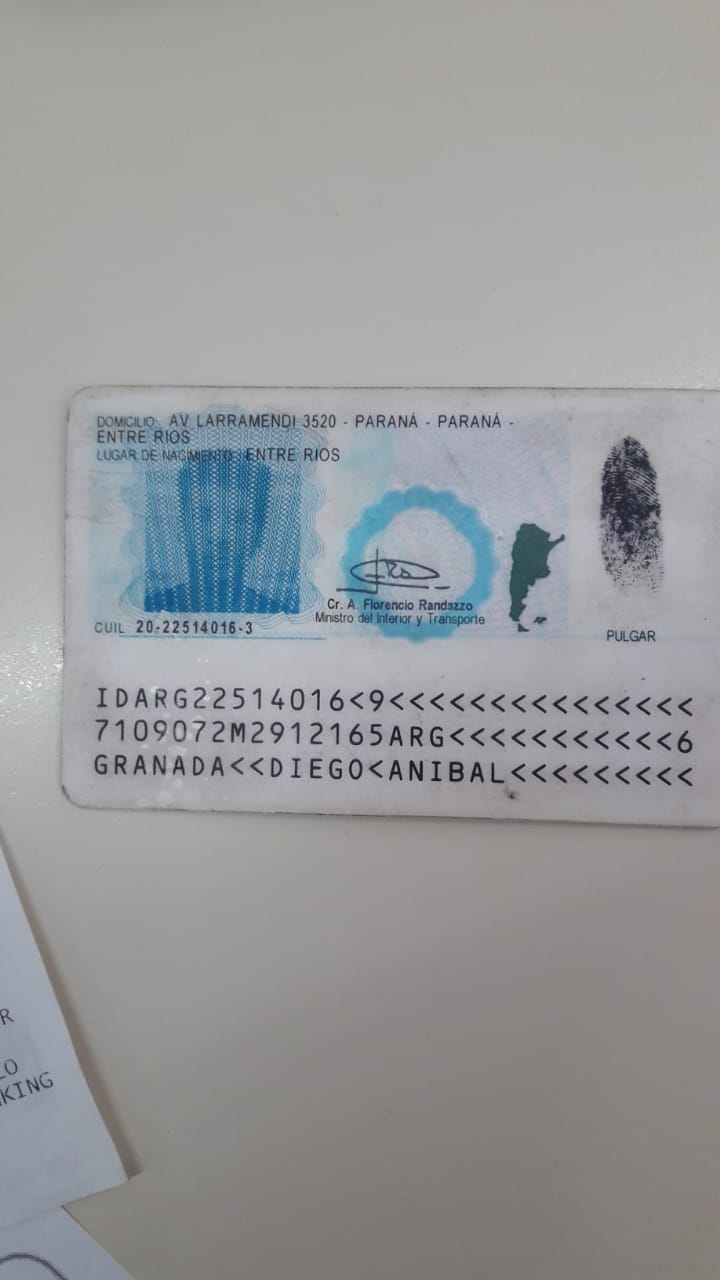 DOMICILIO: AV LARRAMENDI 3520 - PARANÁ - PARANÁ -
ENTRE RIOS
LUGAR DE NACIMIENTO: ENTRE RIOS
Cr. A. Florencio Randazzo
Ministro del Interior y Transporte
CUIL: 20-22514016-3
PULGAR
IDARG22514016<9<<<<<<<<<<<<<<<
7109072M2912165ARG<<<<<<<<<<<6
GRANADA<<DIEGO<ANIBAL<<<<<<<<<
R
LO
KING